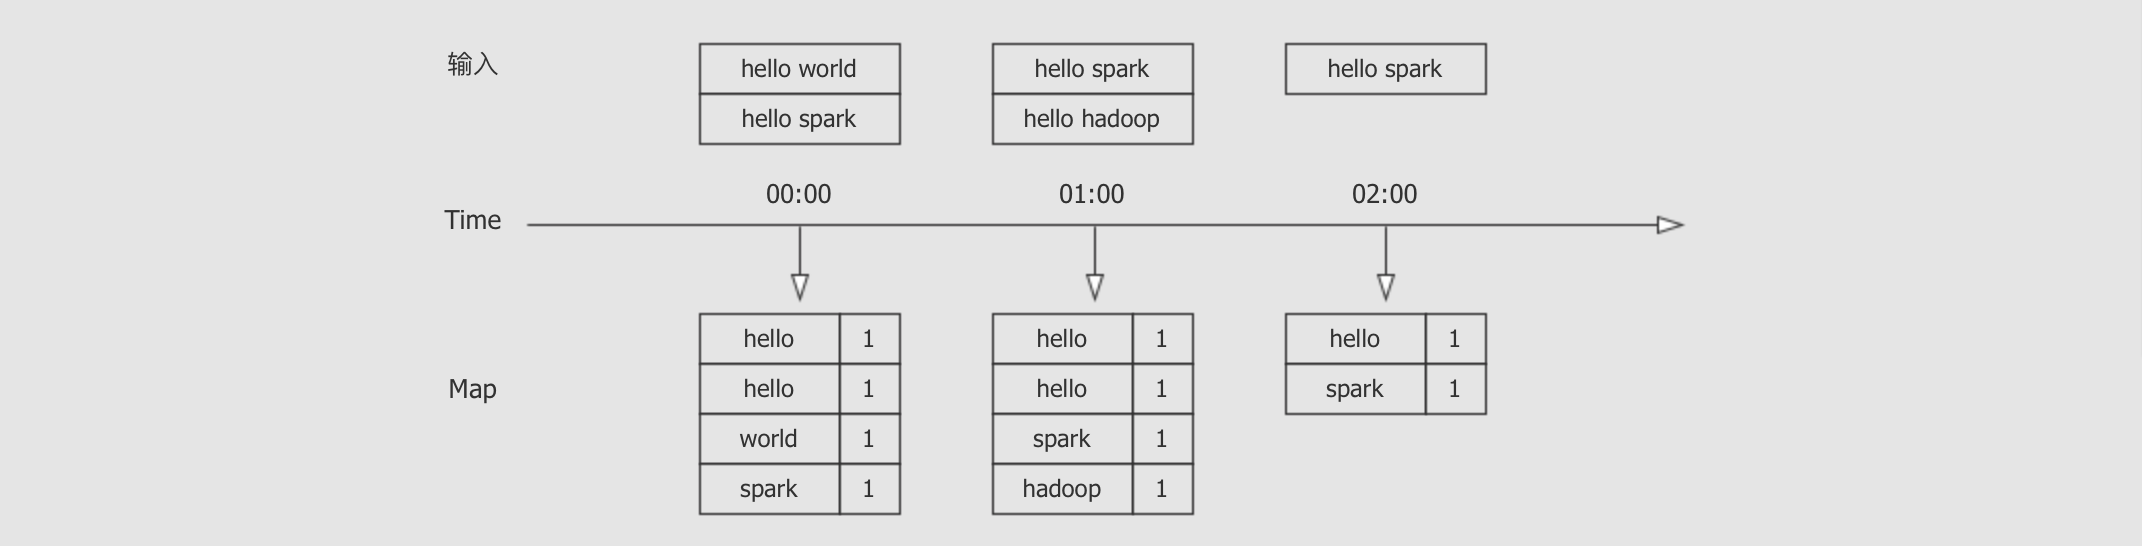 输入
hello world
hello spark
hello spark
hello hadoop
hello spark
Time
00:00
01:00
02:00
Map
hello 1
hello 1
world 1
spark 1
hello 1
hello 1
spark 1
hadoop 1
hello 1
spark 1